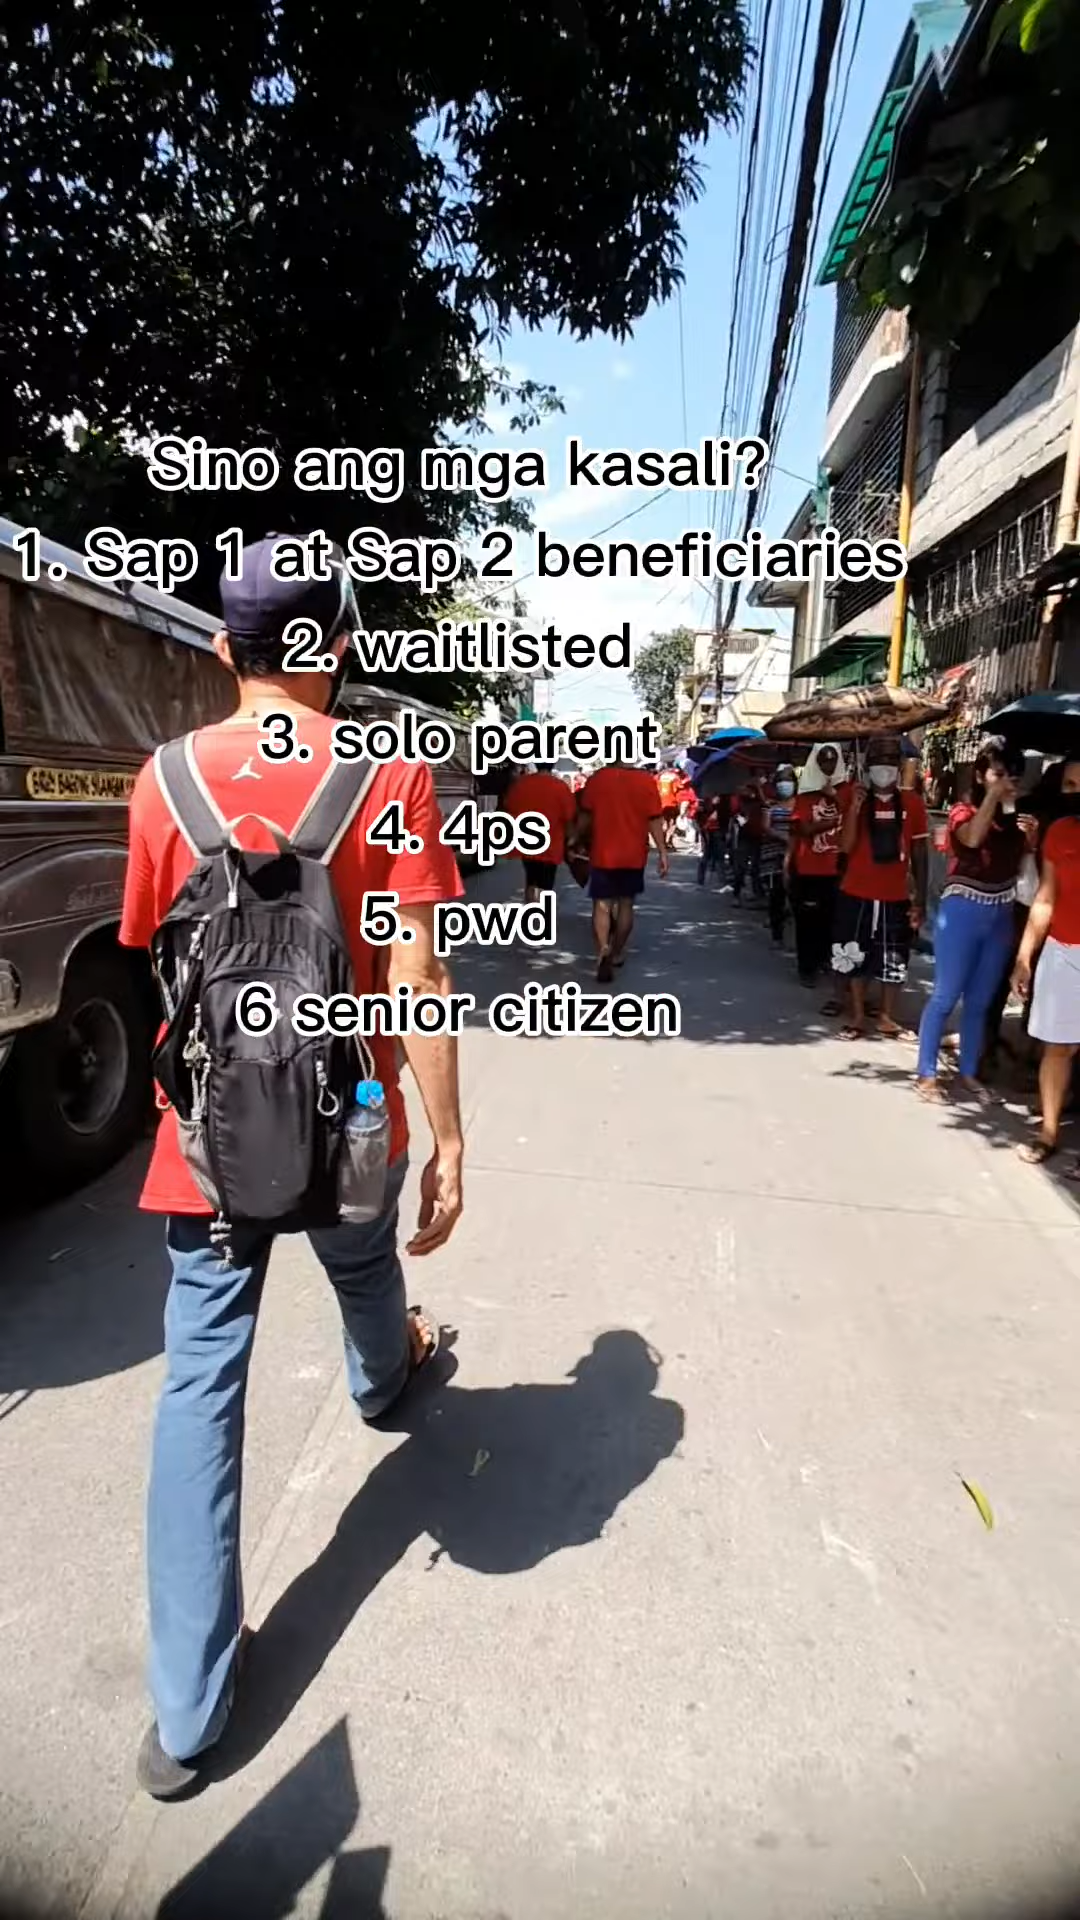 Sino ang mga kasali?
1. Sap 1 at Sap 2 beneficiaries
2. waitlisted
3. solo parent
4. 4ps
5. pwd
6 senior citizen